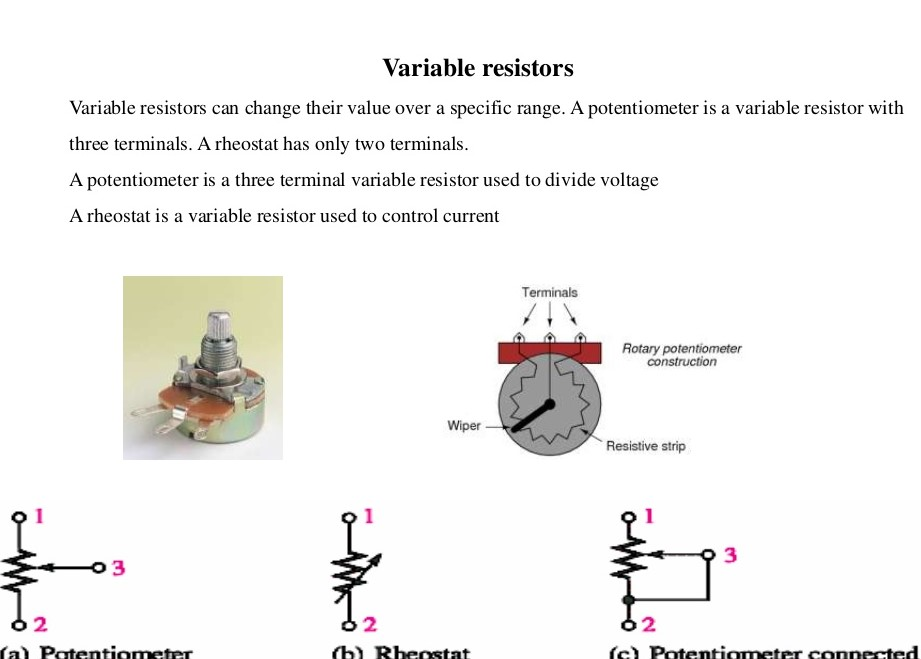 Variable resistors
Variable resistors can change their value over a specific range. A potentiometer is a variable resistor with
three terminals. A rheostat has only two terminals.
A potentiometer is a three terminal variable resistor used to divide voltage
A rheostat is a variable resistor used to control current
Terminals
Rotary potentiometer
construction
Wiper
Resistive strip
1
3
2
(a) Potentiometer
1
2
(b) Rheostat
1
3
2
(c) Potentiometer connected